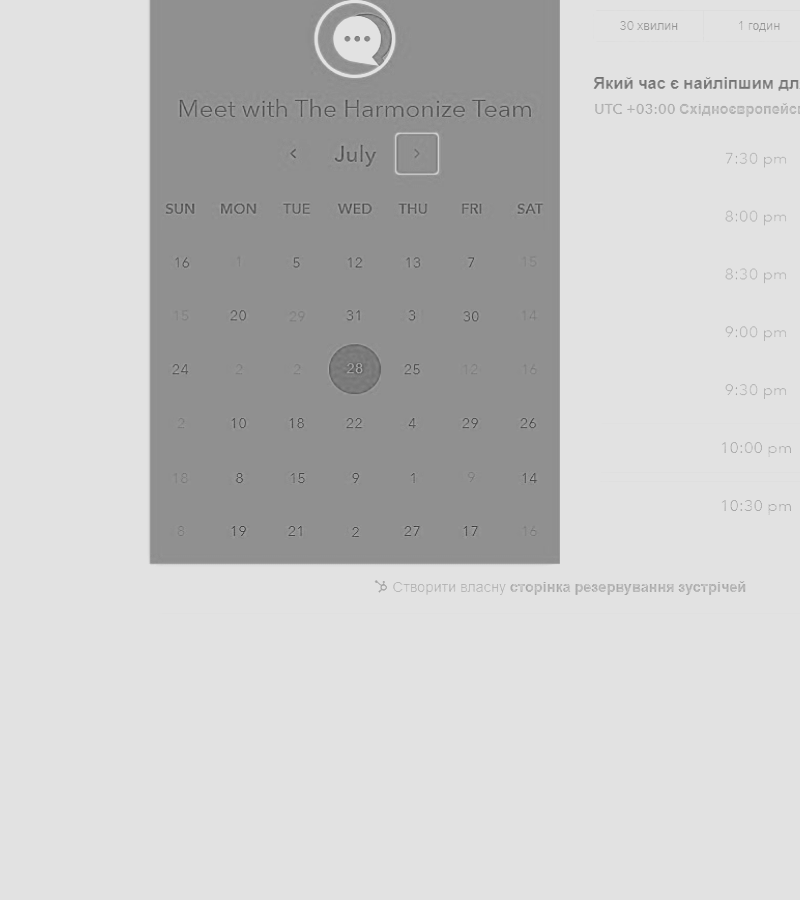 Meet with The Harmonize Team
July
SUN MON TUE WED THU FRI SAT
16 1 5 12 13 7 15
15 20 29 31 3 30 14
24 2 2 28 25 12 16
2 10 18 22 4 29 26
18 8 15 9 1 9 14
8 19 21 2 27 17 16
30 хвилин 1 годин
Який час є найліпшим
UTC +03:00
7:30 pm
8:00 pm
8:30 pm
9:00 pm
9:30 pm
10:00 pm
10:30 pm
Створити власну сторінка резервування зустрічей